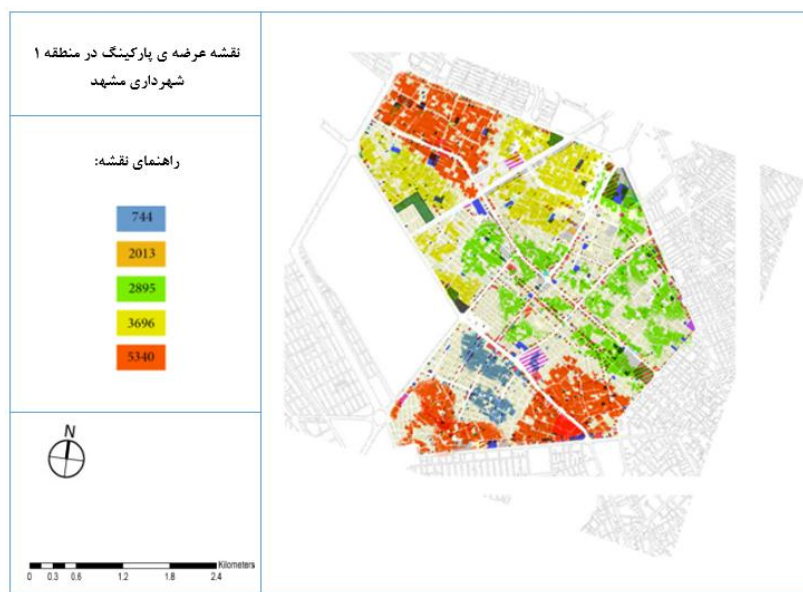 نقشه عرضه ی پارکینگ در منطقه ۱
شهرداری مشهد
راهنمای نقشه:
744
2013
2895
3696
5340
N
Kilometers
0 0.3 0.6 1.2 1.8 2.4